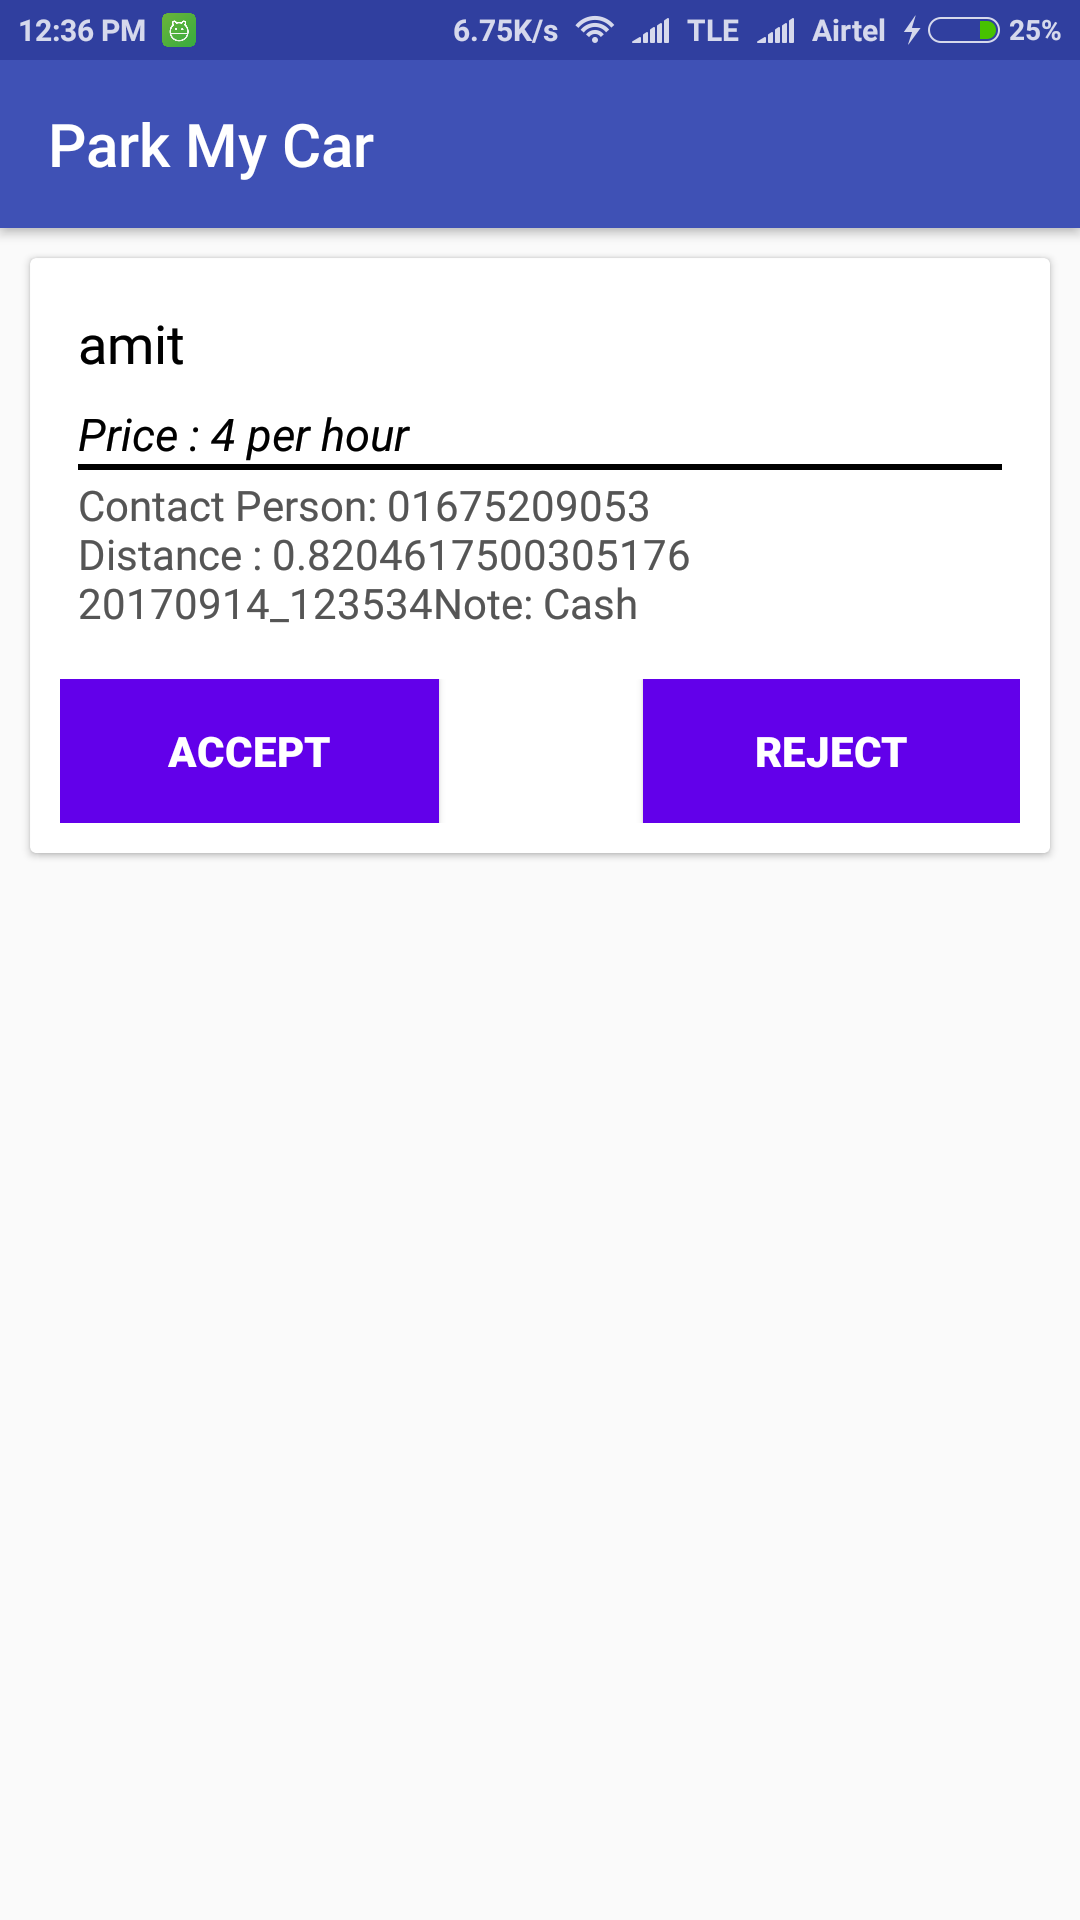 12:36 PM 6.75K/s TLE Airtel 25%
Park My Car
amit
Price : 4 per hour
Contact Person: 01675209053
Distance : 0.8204617500305176
20170914_123534Note: Cash
ACCEPT REJECT